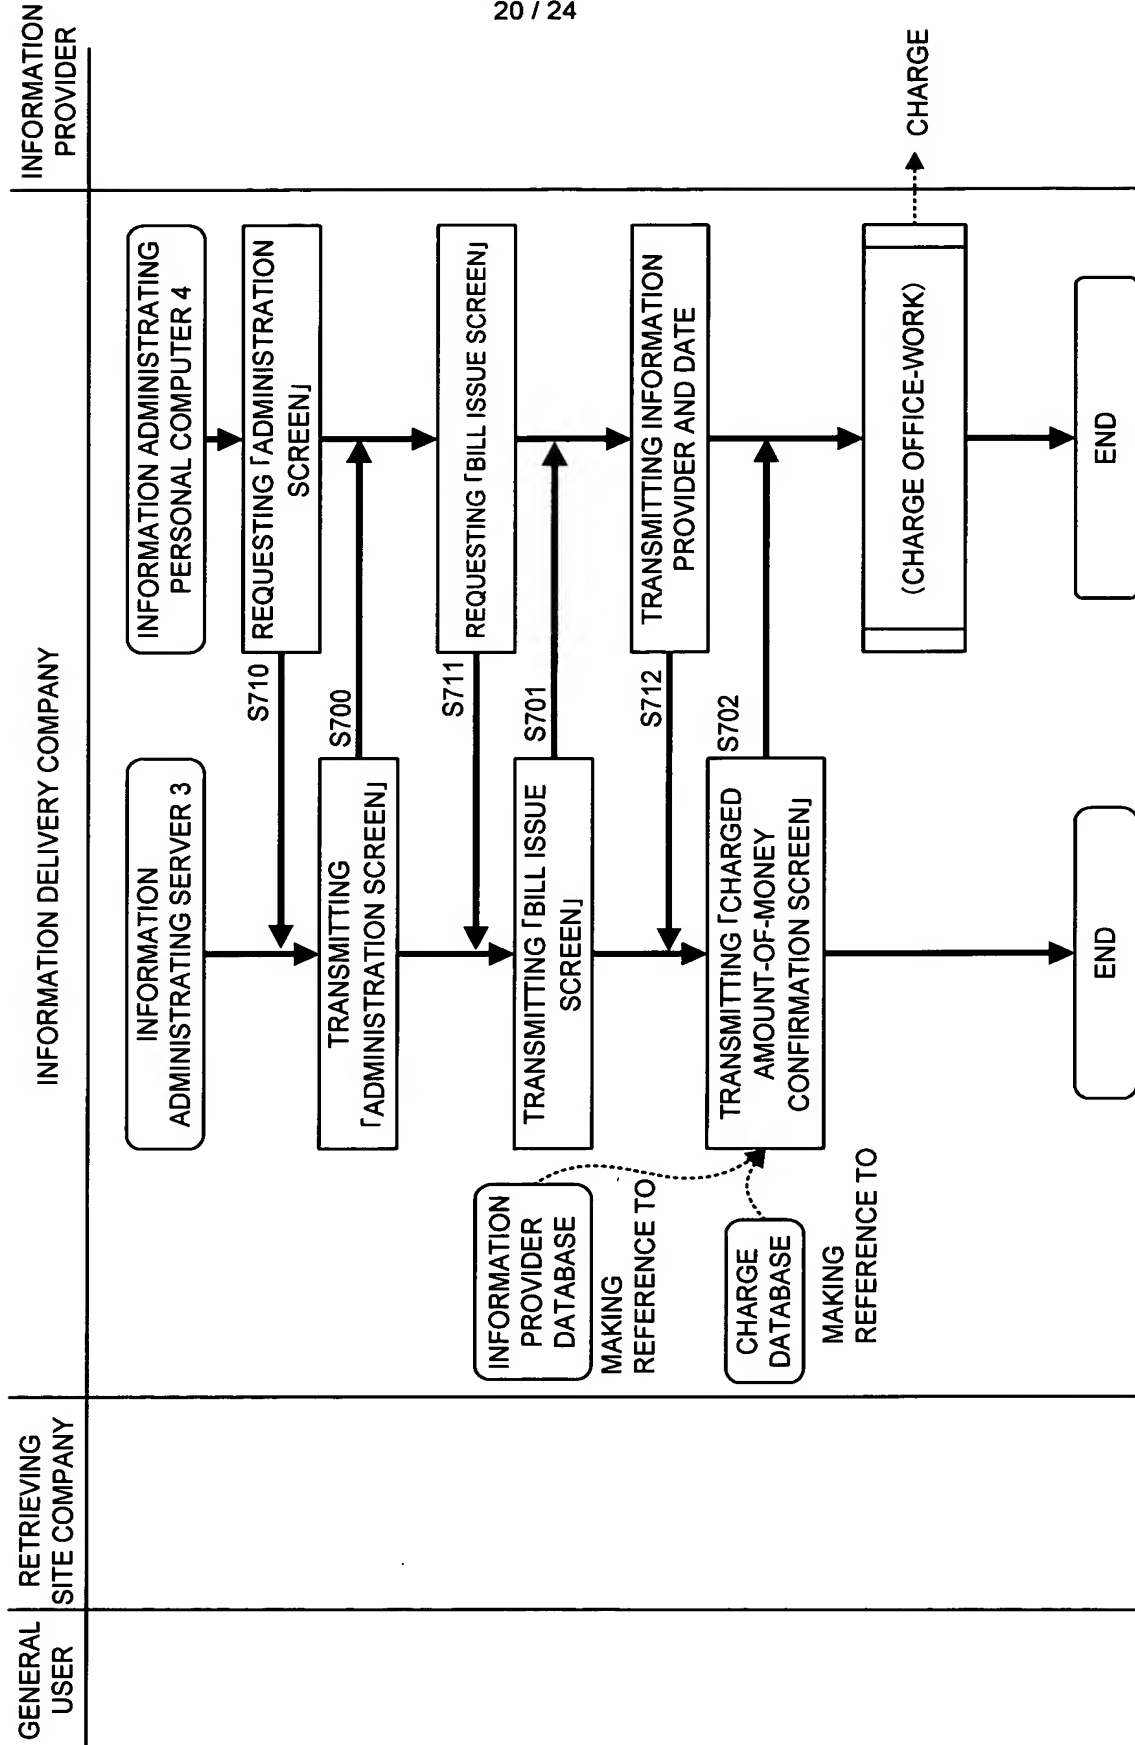 20 / 24
GENERAL
USER
RETRIEVING
SITE COMPANY
INFORMATION DELIVERY COMPANY
INFORMATION
PROVIDER
INFORMATION
ADMINISTRATING SERVER 3
INFORMATION ADMINISTRATING
PERSONAL COMPUTER 4
REQUESTING「ADMINISTRATION
SCREEN」
S710
TRANSMITTING
「ADMINISTRATION SCREEN」
S700
REQUESTING「BILL ISSUE SCREEN」
S711
TRANSMITTING「BILL ISSUE
SCREEN」
S701
TRANSMITTING INFORMATION
PROVIDER AND DATE
S712
INFORMATION
PROVIDER
DATABASE
MAKING
REFERENCE TO
TRANSMITTING「CHARGED
AMOUNT-OF-MONEY
CONFIRMATION SCREEN」
S702
CHARGE
DATABASE
MAKING
REFERENCE TO
(CHARGE OFFICE-WORK)
CHARGE
END
END